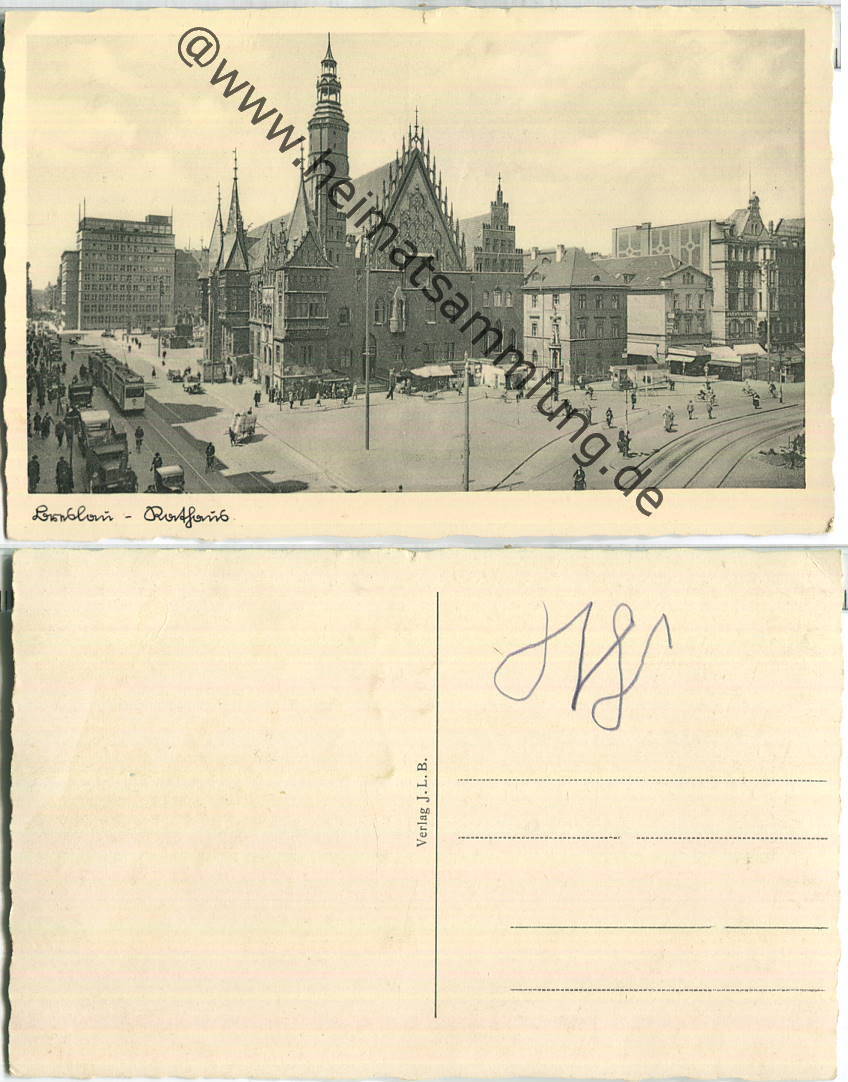 @www.heimatsammlung.de
Breslau - Rathaus.
Verlag J.L.B.